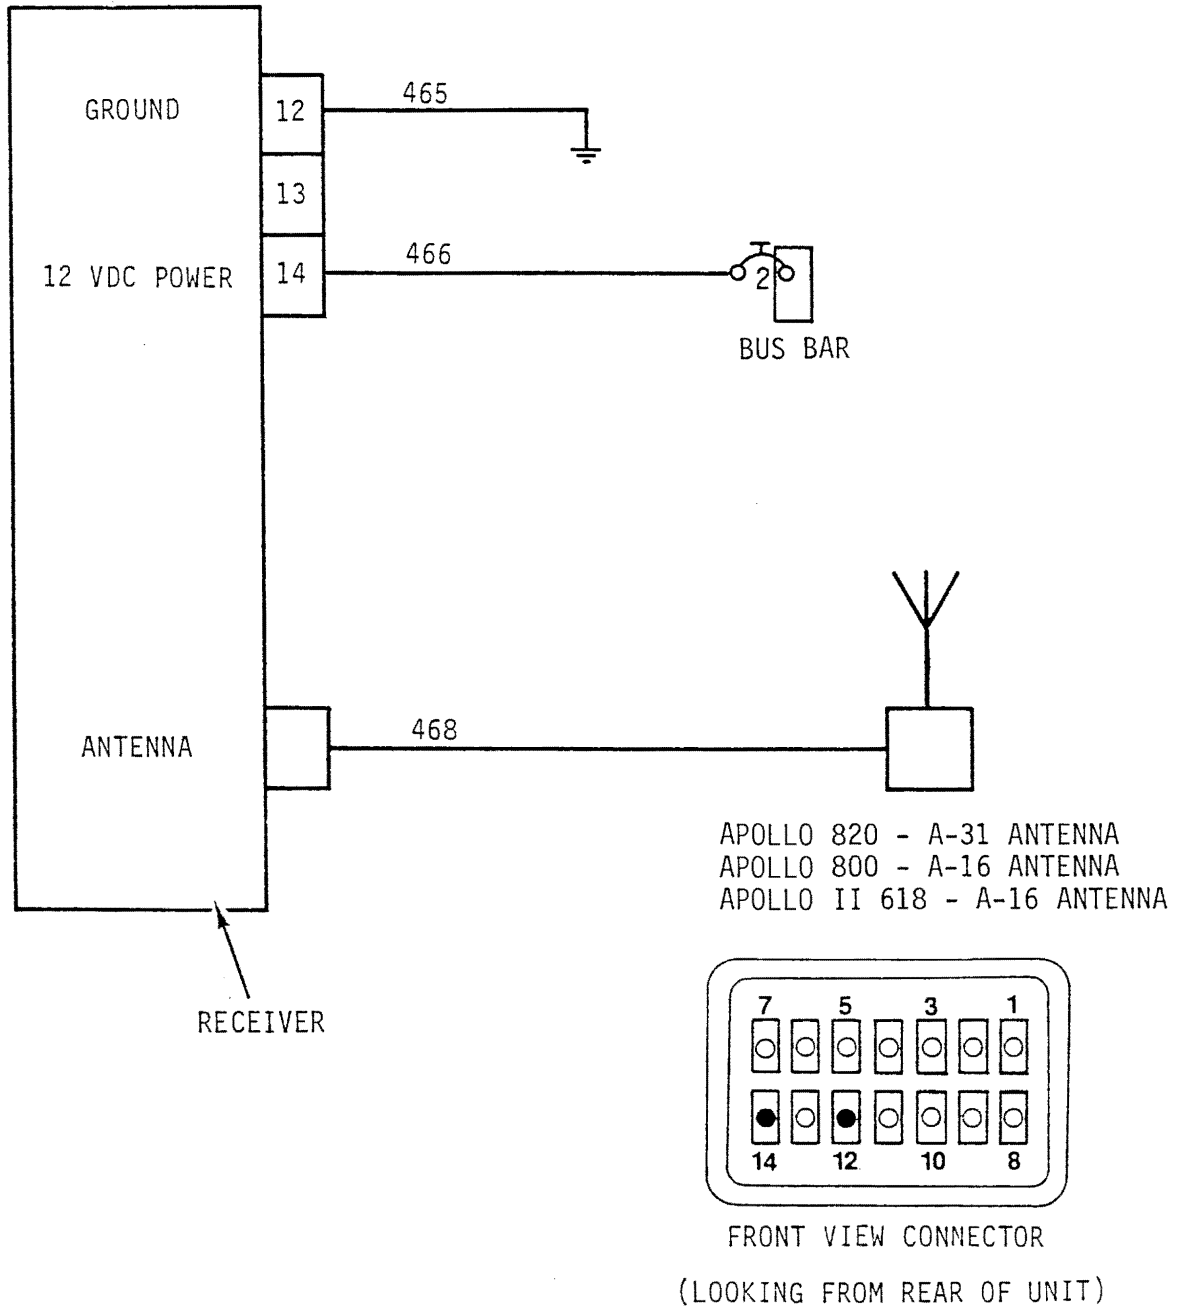 GROUND
12
465
13
12 VDC POWER
14
466
2
BUS BAR
ANTENNA
468
APOLLO 820 - A-31 ANTENNA
APOLLO 800 - A-16 ANTENNA
APOLLO II 618 - A-16 ANTENNA
RECEIVER
7 5 3 1
14 12 10 8
FRONT VIEW CONNECTOR
(LOOKING FROM REAR OF UNIT)